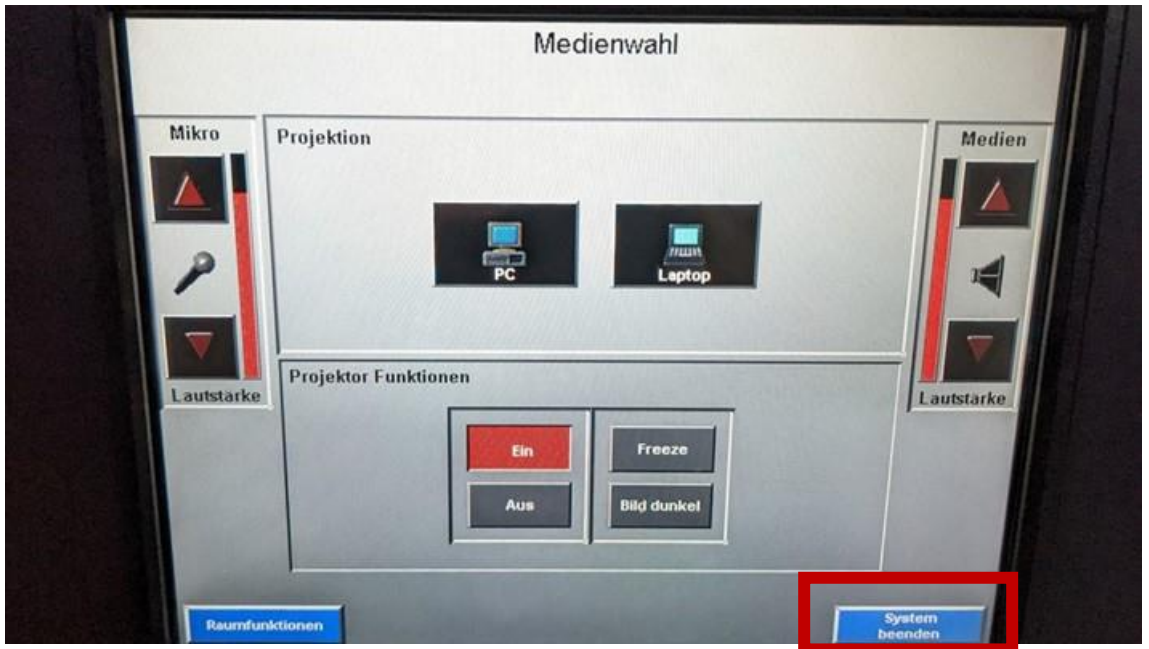 Medienwahl
Mikro
Projektion
Medien
PC
Laptop
Lautstärke
Projektor Funktionen
Lautstärke
Ein
Freeze
Aus
Bild dunkel
Raumfunktionen
System
beenden